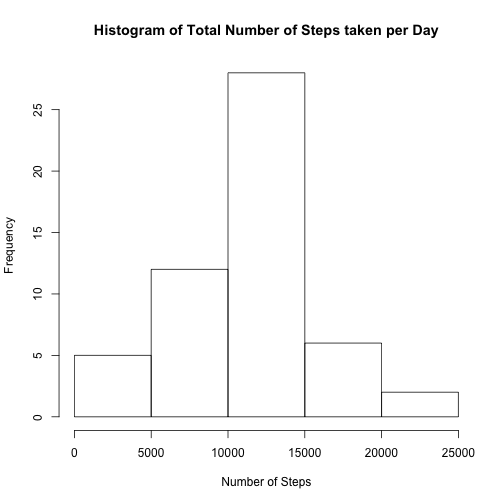 Histogram of Total Number of Steps taken per Day
Frequency
25
20
15
10
5
0
0 5000 10000 15000 20000 25000
Number of Steps